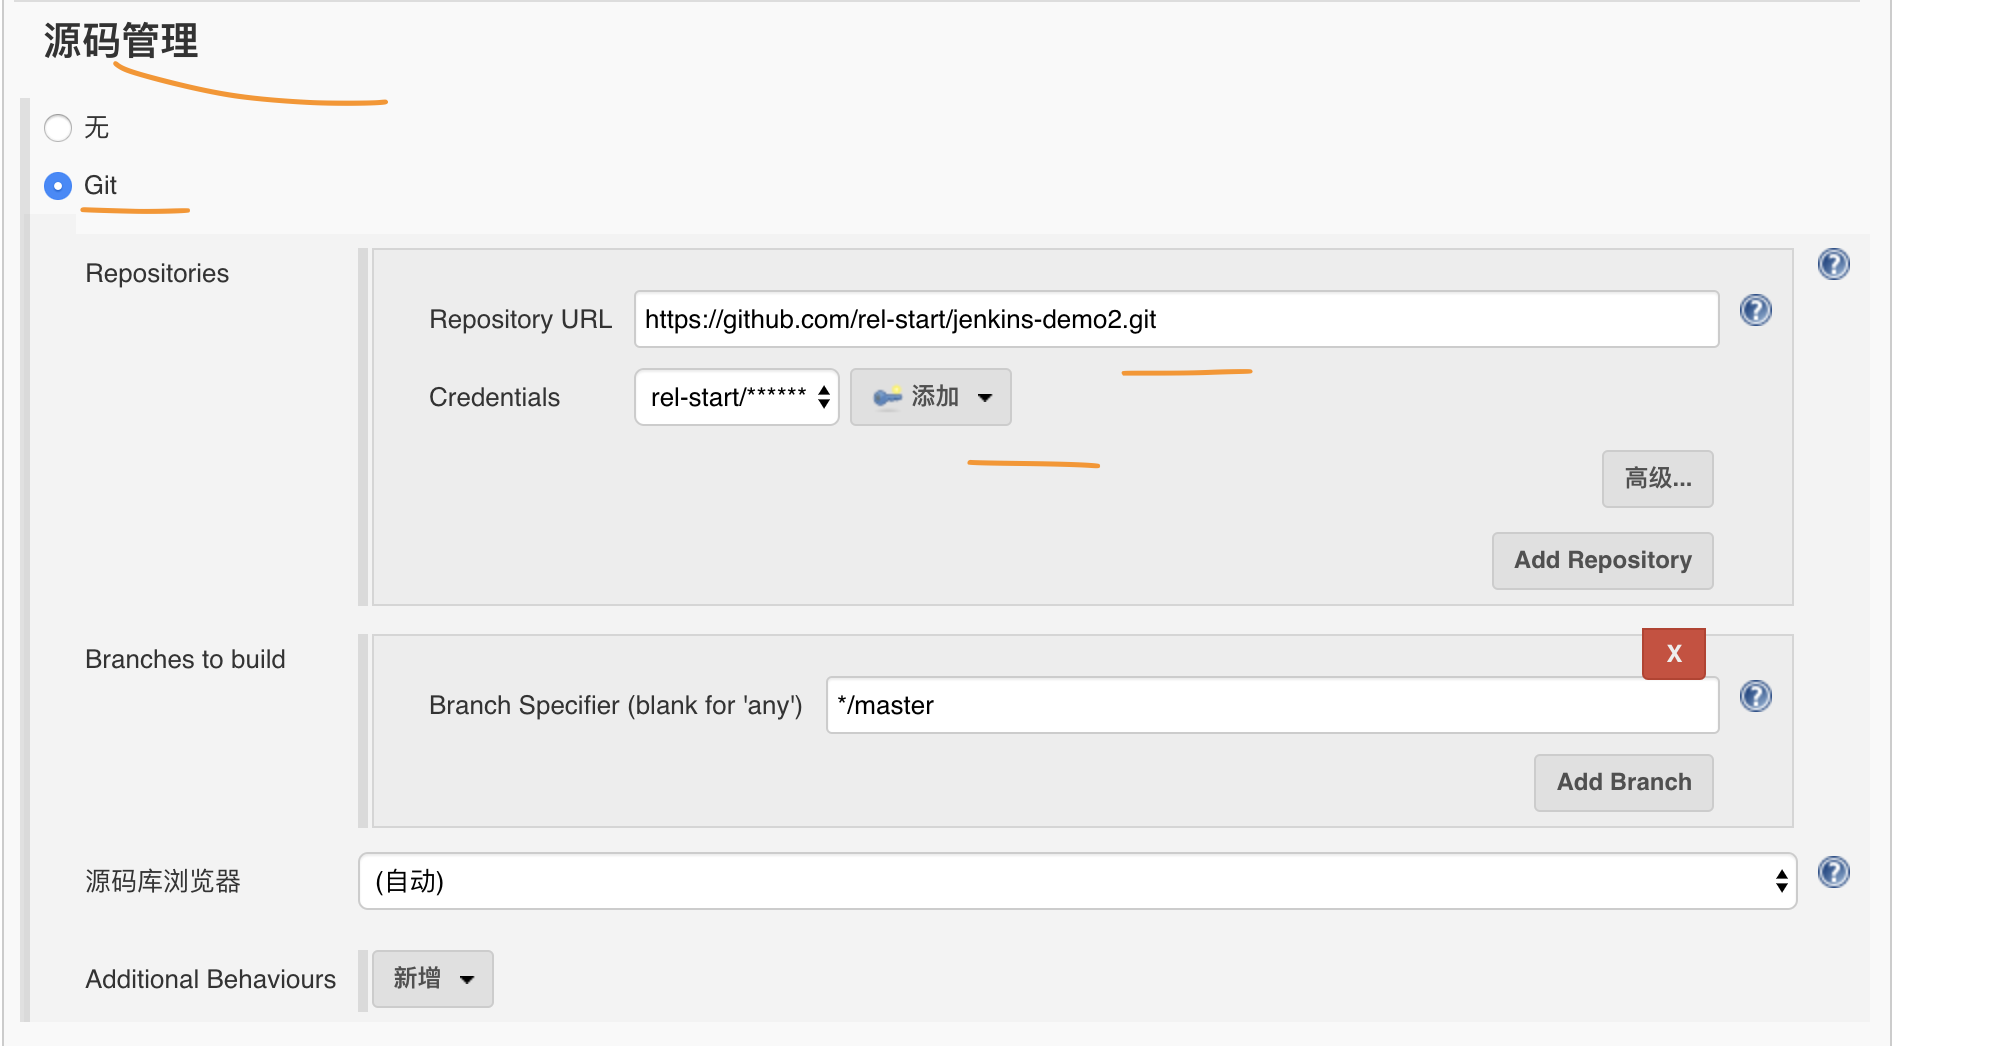 源码管理
无
Git
Repositories
Repository URL https://github.com/rel-start/jenkins-demo2.git
Credentials rel-start/****** 添加
高级...
Add Repository
Branches to build
X
Branch Specifier (blank for 'any') */master
Add Branch
源码库浏览器 (自动)
Additional Behaviours 新增